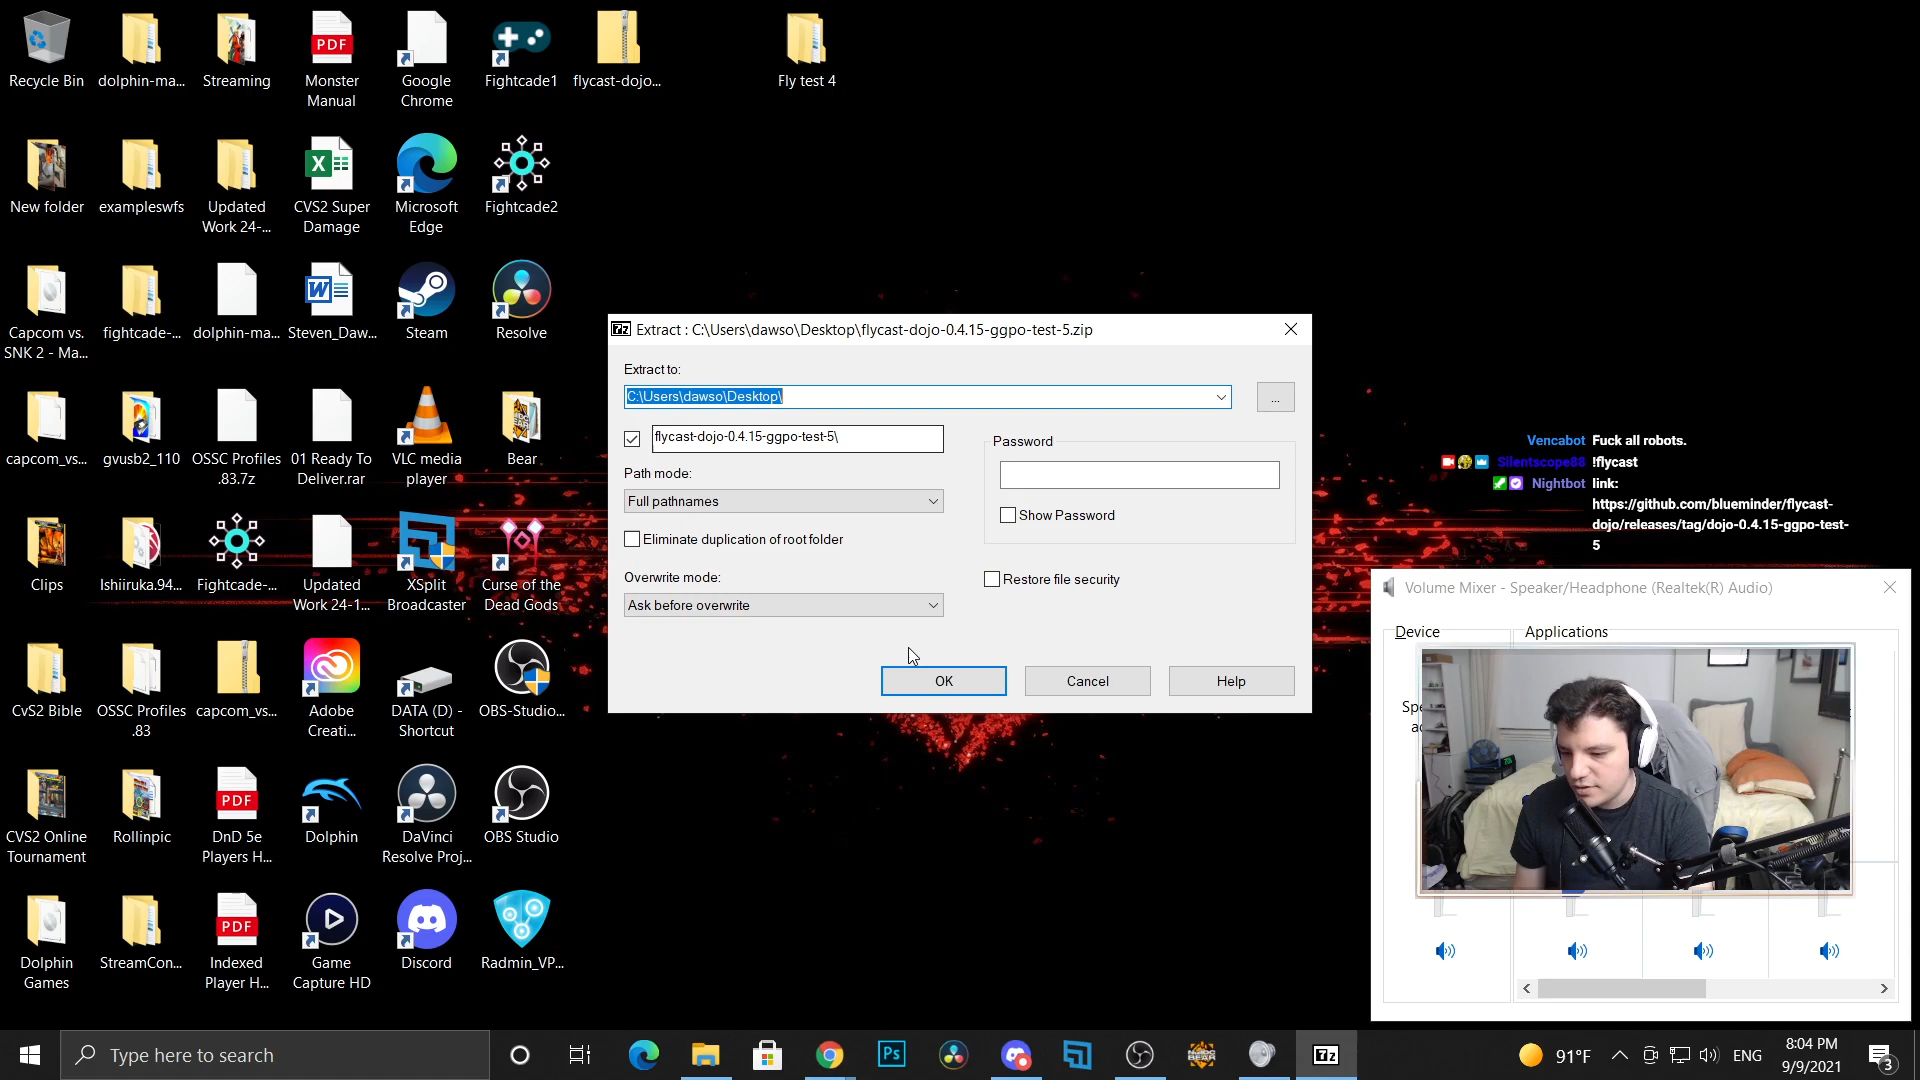 Recycle Bin
dolphin-ma...
Streaming
Monster
Manual
Google
Chrome
Fightcade1
flycast-dojo...
Fly test 4
New folder
exampleswfs
Updated
Work 24-...
CVS2 Super
Damage
Microsoft
Edge
Fightcade2
Capcom vs.
SNK 2 - Ma...
fightcade-...
dolphin-ma...
Steven_Daw...
Steam
Resolve
capcom_vs...
gvusb2_110
OSSC Profiles
.83.7z
01 Ready To
Deliver.rar
VLC media
player
Bear
Clips
Ishiiruka.94...
Fightcade-...
Updated
Work 24-1...
XSplit
Broadcaster
Curse of the
Dead Gods
CvS2 Bible
OSSC Profiles
.83
capcom_vs...
Adobe
Creati...
DATA (D) -
Shortcut
OBS-Studio...
CVS2 Online
Tournament
Rollinpic
DnD 5e
Players H...
Dolphin
DaVinci
Resolve Proj...
OBS Studio
Dolphin
Games
StreamCon...
Indexed
Player H...
Game
Capture HD
Discord
Radmin_VP...
PDF
PDF
PDF
7z Extract : C:\Users\dawso\Desktop\flycast-dojo-0.4.15-ggpo-test-5.zip
Extract to:
C:\Users\dawso\Desktop\
...
flycast-dojo-0.4.15-ggpo-test-5\
Password
Path mode:
Full pathnames
Show Password
Eliminate duplication of root folder
Overwrite mode:
Restore file security
Ask before overwrite
OK
Cancel
Help
Vencabot Fuck all robots.
Silentscope88 !flycast
Nightbot link:
https://github.com/blueminder/flycast-
dojo/releases/tag/dojo-0.4.15-ggpo-test-
5
Volume Mixer - Speaker/Headphone (Realtek(R) Audio)
Device
Applications
Type here to search
Ps
7z
91°F
ENG
8:04 PM
9/9/2021
3